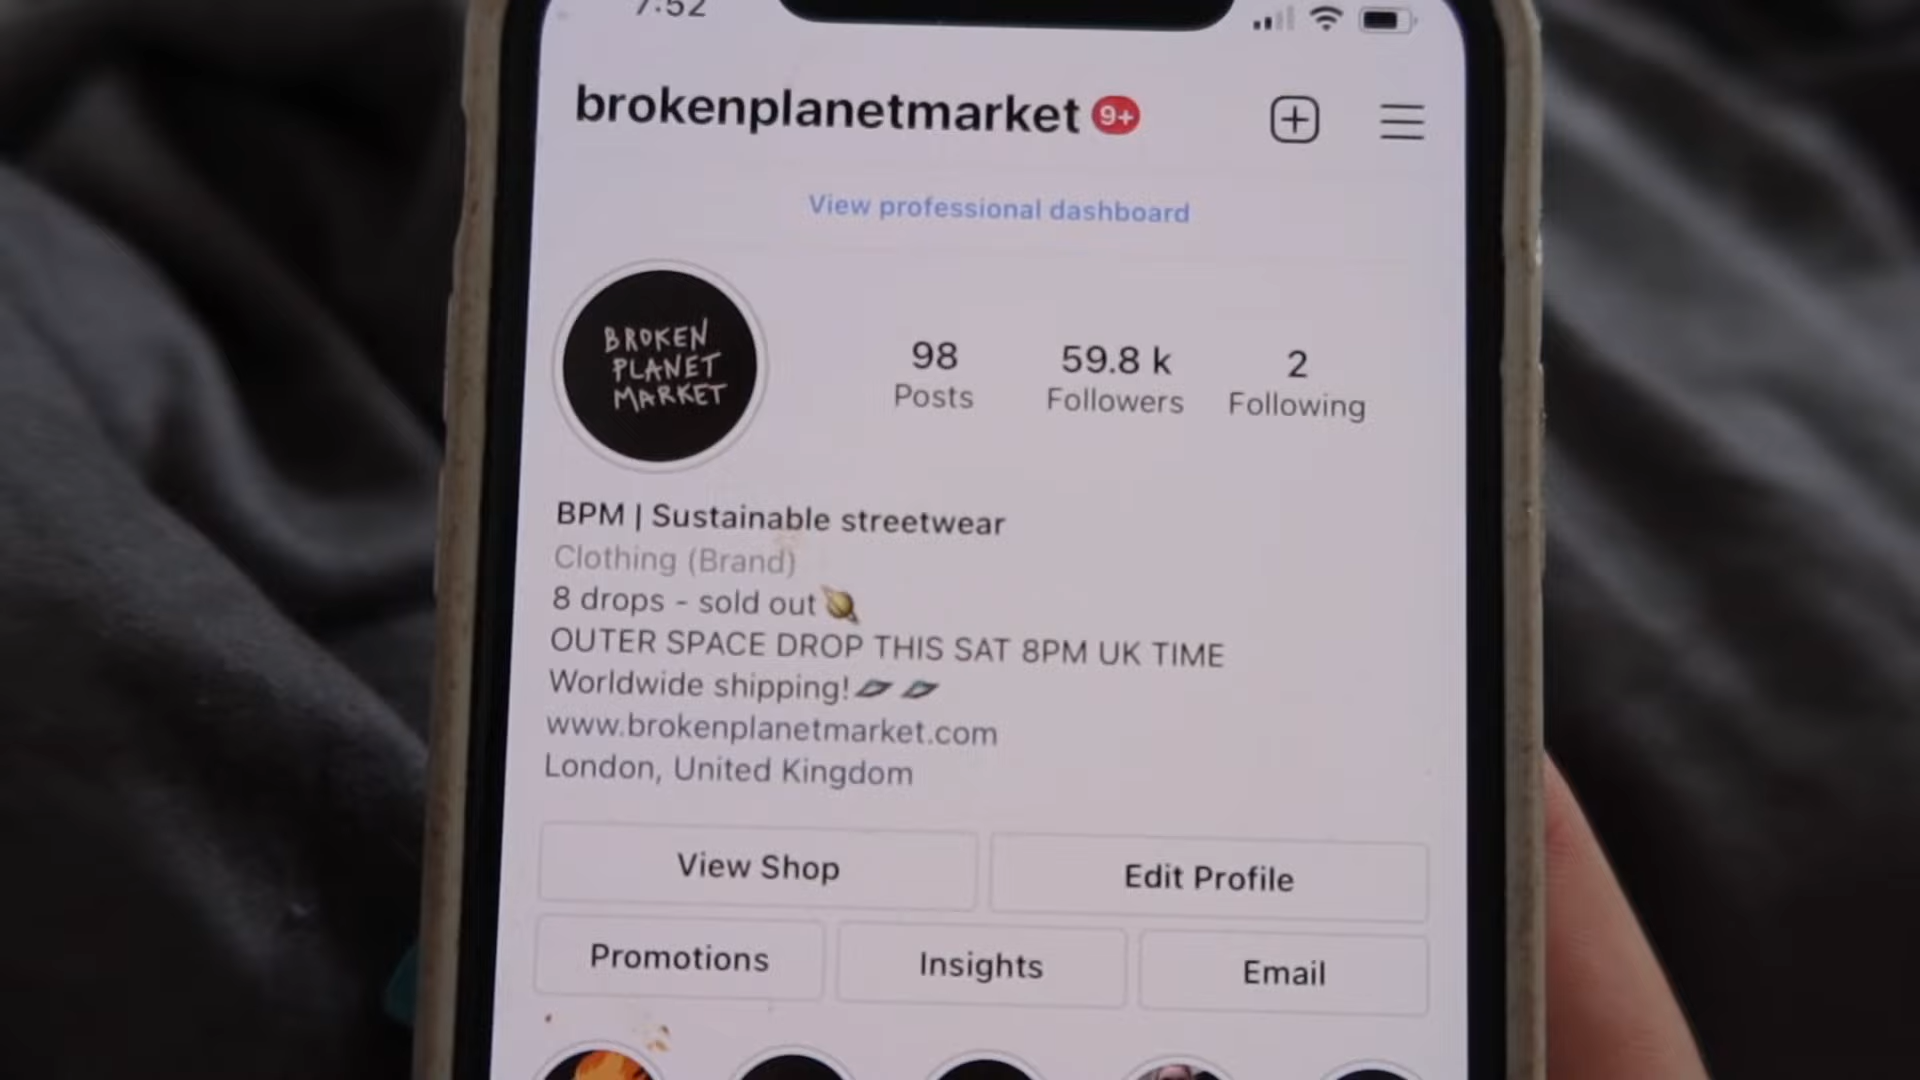 7:52
brokenplanetmarket 9+
View professional dashboard
BROKEN
PLANET
MARKET
98
Posts
59.8 k
Followers
2
Following
BPM | Sustainable streetwear
Clothing (Brand)
8 drops - sold out🪐
OUTER SPACE DROP THIS SAT 8PM UK TIME
Worldwide shipping!
www.brokenplanetmarket.com
London, United Kingdom
View Shop
Edit Profile
Promotions
Insights
Email